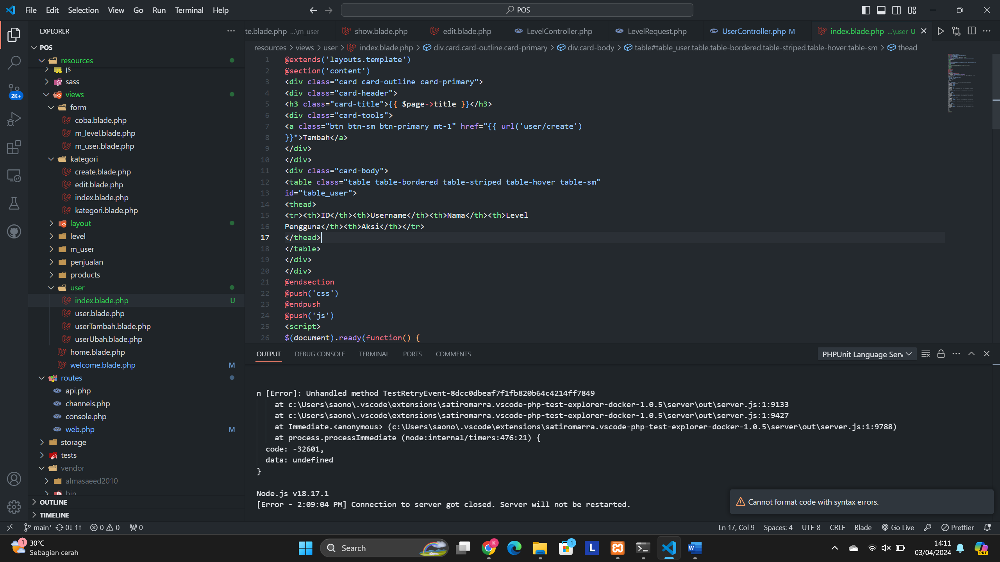 File Edit Selection View Go Run Terminal Help
POS
EXPLORER
te.blade.php ...\m_user show.blade.php edit.blade.php LevelController.php LevelRequest.php UserController.php M index.blade.php ...\user U
resources > views > user > index.blade.php > div.card.card-outline.card-primary > div.card-body > table#table_user.table.table-bordered.table-striped.table-hover.table-sm > thead
POS
resources
js
sass
views
form
coba.blade.php
m_level.blade.php
m_user.blade.php
kategori
create.blade.php
edit.blade.php
index.blade.php
kategori.blade.php
layout
level
m_user
penjualan
products
user
index.blade.php U
user.blade.php
userTambah.blade.php
userUbah.blade.php
home.blade.php
welcome.blade.php M
routes
api.php
channels.php
console.php
web.php M
storage
tests
vendor
almasaeed2010
bin
OUTLINE
TIMELINE
2K+
1 @extends('layouts.template')
2 @section('content')
3 <div class="card card-outline card-primary">
4 <div class="card-header">
5 <h3 class="card-title">{{ $page->title }}</h3>
6 <div class="card-tools">
7 <a class="btn btn-sm btn-primary mt-1" href="{{ url('user/create')
8 }}">Tambah</a>
9 </div>
10 </div>
11 <div class="card-body">
12 <table class="table table-bordered table-striped table-hover table-sm"
13 id="table_user">
14 <thead>
15 <tr><th>ID</th><th>Username</th><th>Nama</th><th>Level
16 Pengguna</th><th>Aksi</th></tr>
17 </thead>
18 </table>
19 </div>
20 </div>
21 @endsection
22 @push('css')
23 @endpush
24 @push('js')
25 <script>
26 $(document).ready(function() {
OUTPUT DEBUG CONSOLE TERMINAL PORTS COMMENTS PHPUnit Language Serv
n [Error]: Unhandled method TestRetryEvent-8dcc0dbeaf7f1fb820b64c4214ff7849
at c:\Users\saono\.vscode\extensions\satiromarra.vscode-php-test-explorer-docker-1.0.5\server\out\server.js:1:9133
at c:\Users\saono\.vscode\extensions\satiromarra.vscode-php-test-explorer-docker-1.0.5\server\out\server.js:1:9427
at Immediate.<anonymous> (c:\Users\saono\.vscode\extensions\satiromarra.vscode-php-test-explorer-docker-1.0.5\server\out\server.js:1:9788)
at process.processImmediate (node:internal/timers:476:21) {
code: -32601,
data: undefined
}
Node.js v18.17.1
[Error - 2:09:04 PM] Connection to server got closed. Server will not be restarted.
Cannot format code with syntax errors.
main* 0↓ 1↑ 0 0 0 Ln 17, Col 9 Spaces: 4 UTF-8 CRLF Blade Go Live Prettier
1 30°C
Sebagian cerah
Search
K
1
L
W
14:11
03/04/2024
PRE